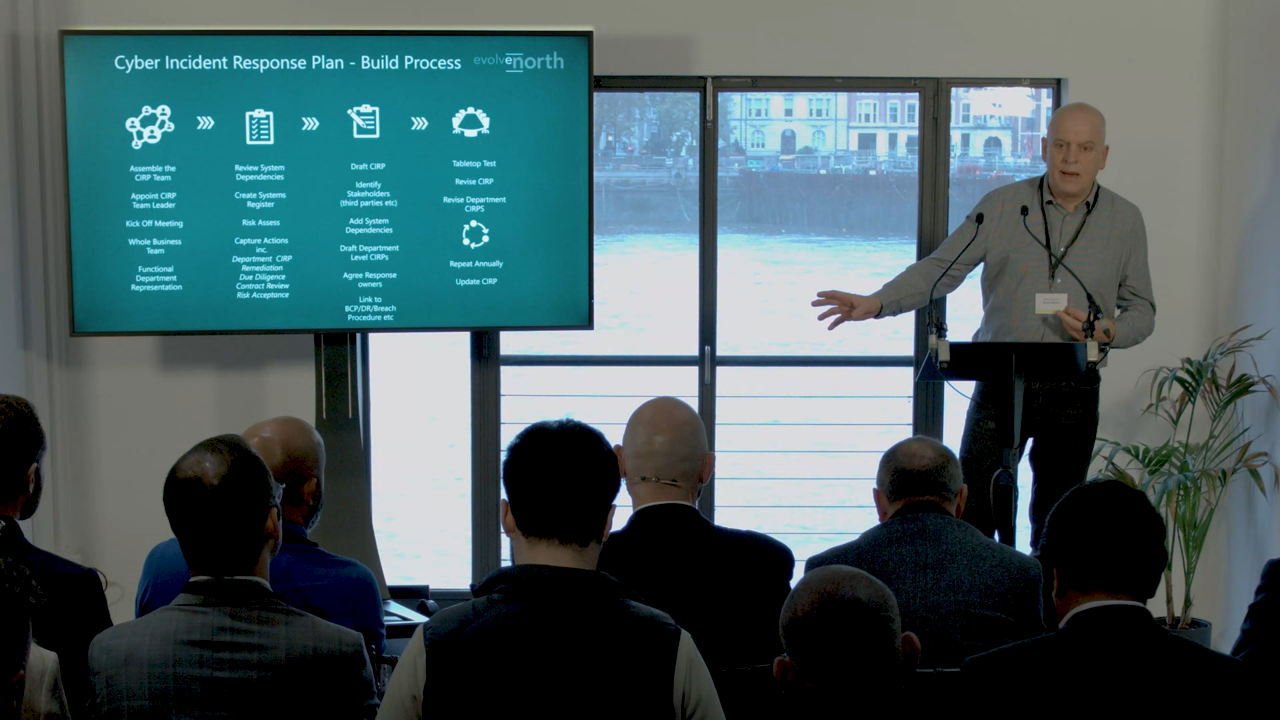 Cyber Incident Response Plan - Build Process
evolvenorth
Assemble the
CIRP Team
Appoint CIRP
Team Leader
Kick Off Meeting
Whole Business
Team
Functional
Department
Representation
Review System
Dependencies
Create Systems
Register
Risk Assess
Capture Actions
inc.
Department CIRP
Remediation
Due Diligence
Contract Review
Risk Acceptance
Draft CIRP
Identify
Stakeholders
(third parties etc)
Add System
Dependencies
Draft Department
Level CIRPs
Agree Response
owners
Link to
BCP/DR/Breach
Procedure etc
Tabletop Test
Revise CIRP
Revise Department
CIRPS
Repeat Annually
Update CIRP